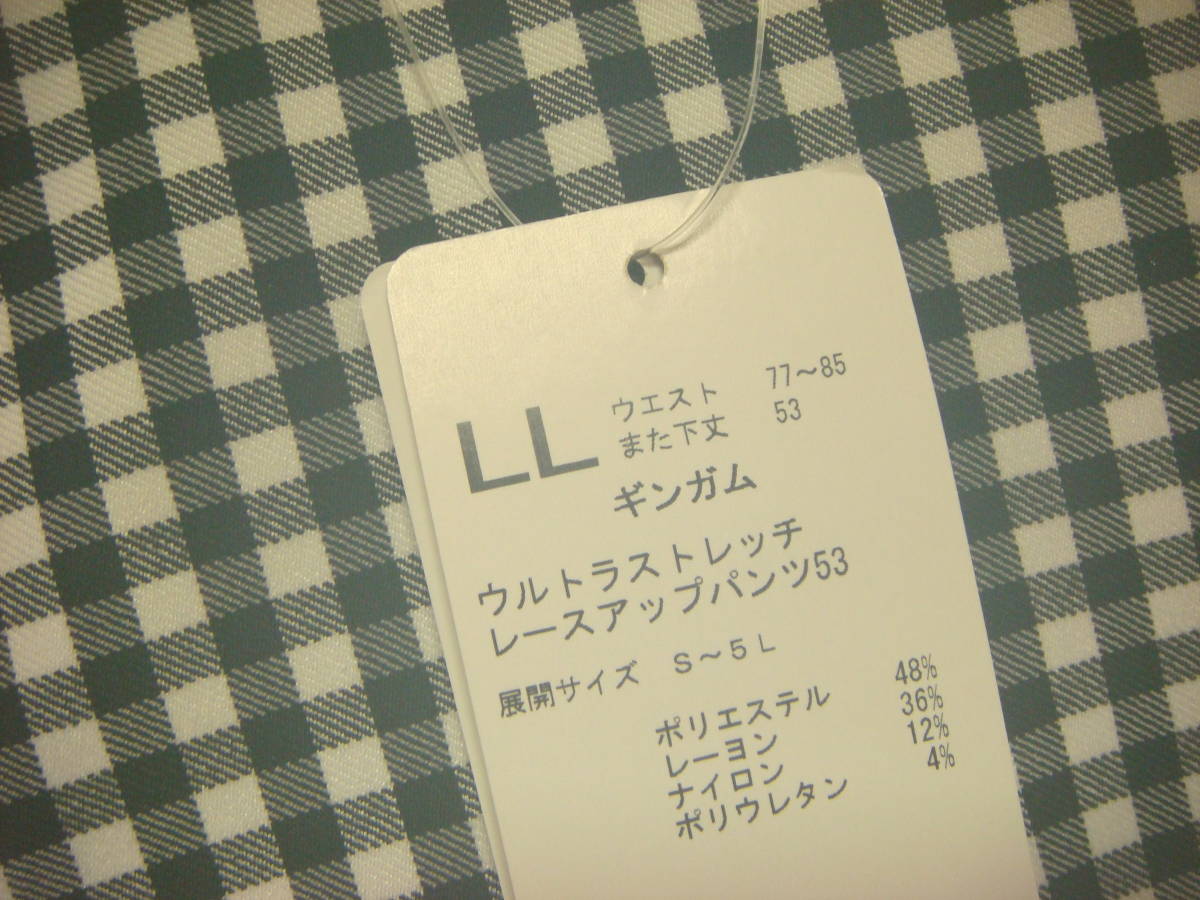 LL ウエスト 77～85
また下丈 53
ギンガム
ウルトラストレッチ
レースアップパンツ53
展開サイズ S～5L
ポリエステル 48%
レーヨン 36%
ナイロン 12%
ポリウレタン 4%